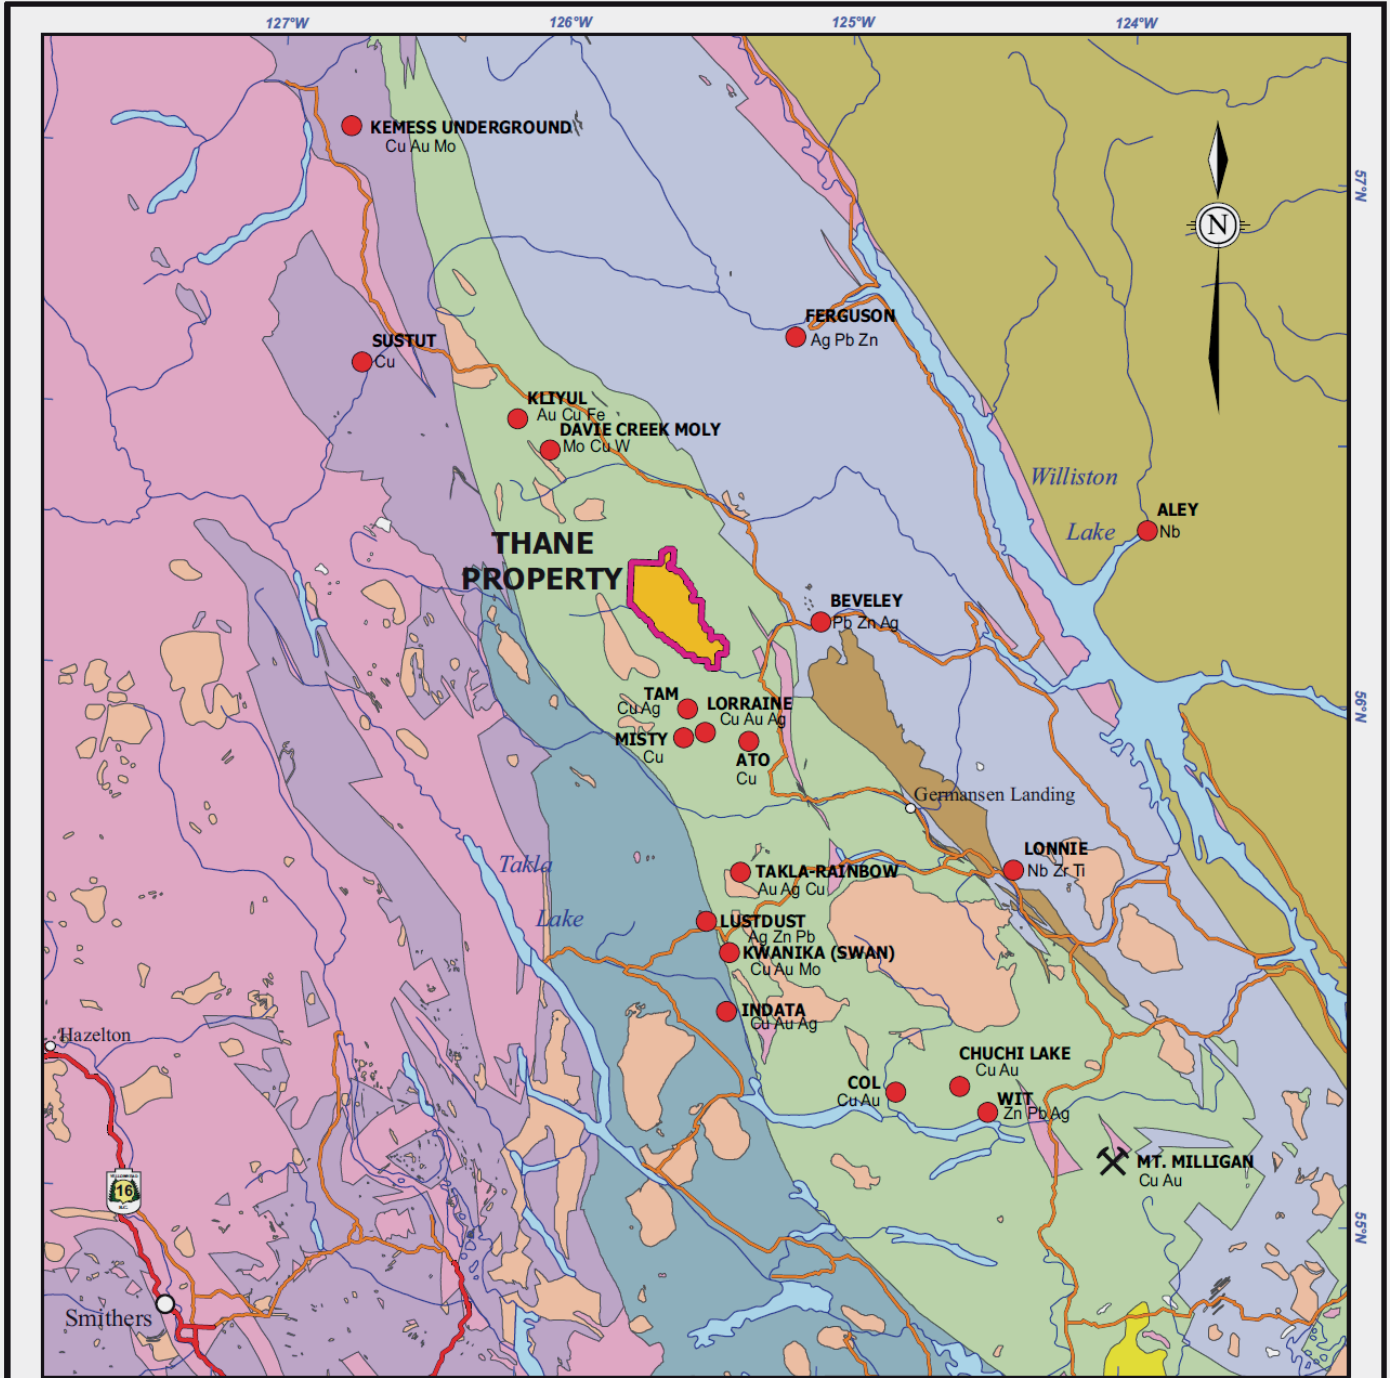 127°W 126°W 125°W 124°W
KEMESS UNDERGROUND
Cu Au Mo
57°N
N
FERGUSON
Ag Pb Zn
SUSTUT
Cu
KLIYUL
Au Cu Fe
DAVIE CREEK MOLY
Mo Cu W
Williston
Lake
ALEY
Nb
THANE
PROPERTY
BEVELEY
Pb Zn Ag
TAM
Cu Ag
LORRAINE
Cu Au Ag
56°N
MISTY
Cu
ATO
Cu
Germansen Landing
LONNIE
Nb Zr Ti
Takla
Lake
TAKLA-RAINBOW
Au Ag Cu
LUSTDUST
Ag Zn Pb
KWANIKA (SWAN)
Cu Au Mo
INDATA
Cu Au Ag
Hazelton
CHUCHI LAKE
Cu Au
COL
Cu Au
WIT
Zn Pb Ag
MT. MILLIGAN
Cu Au
16
B.C.
55°N
Smithers